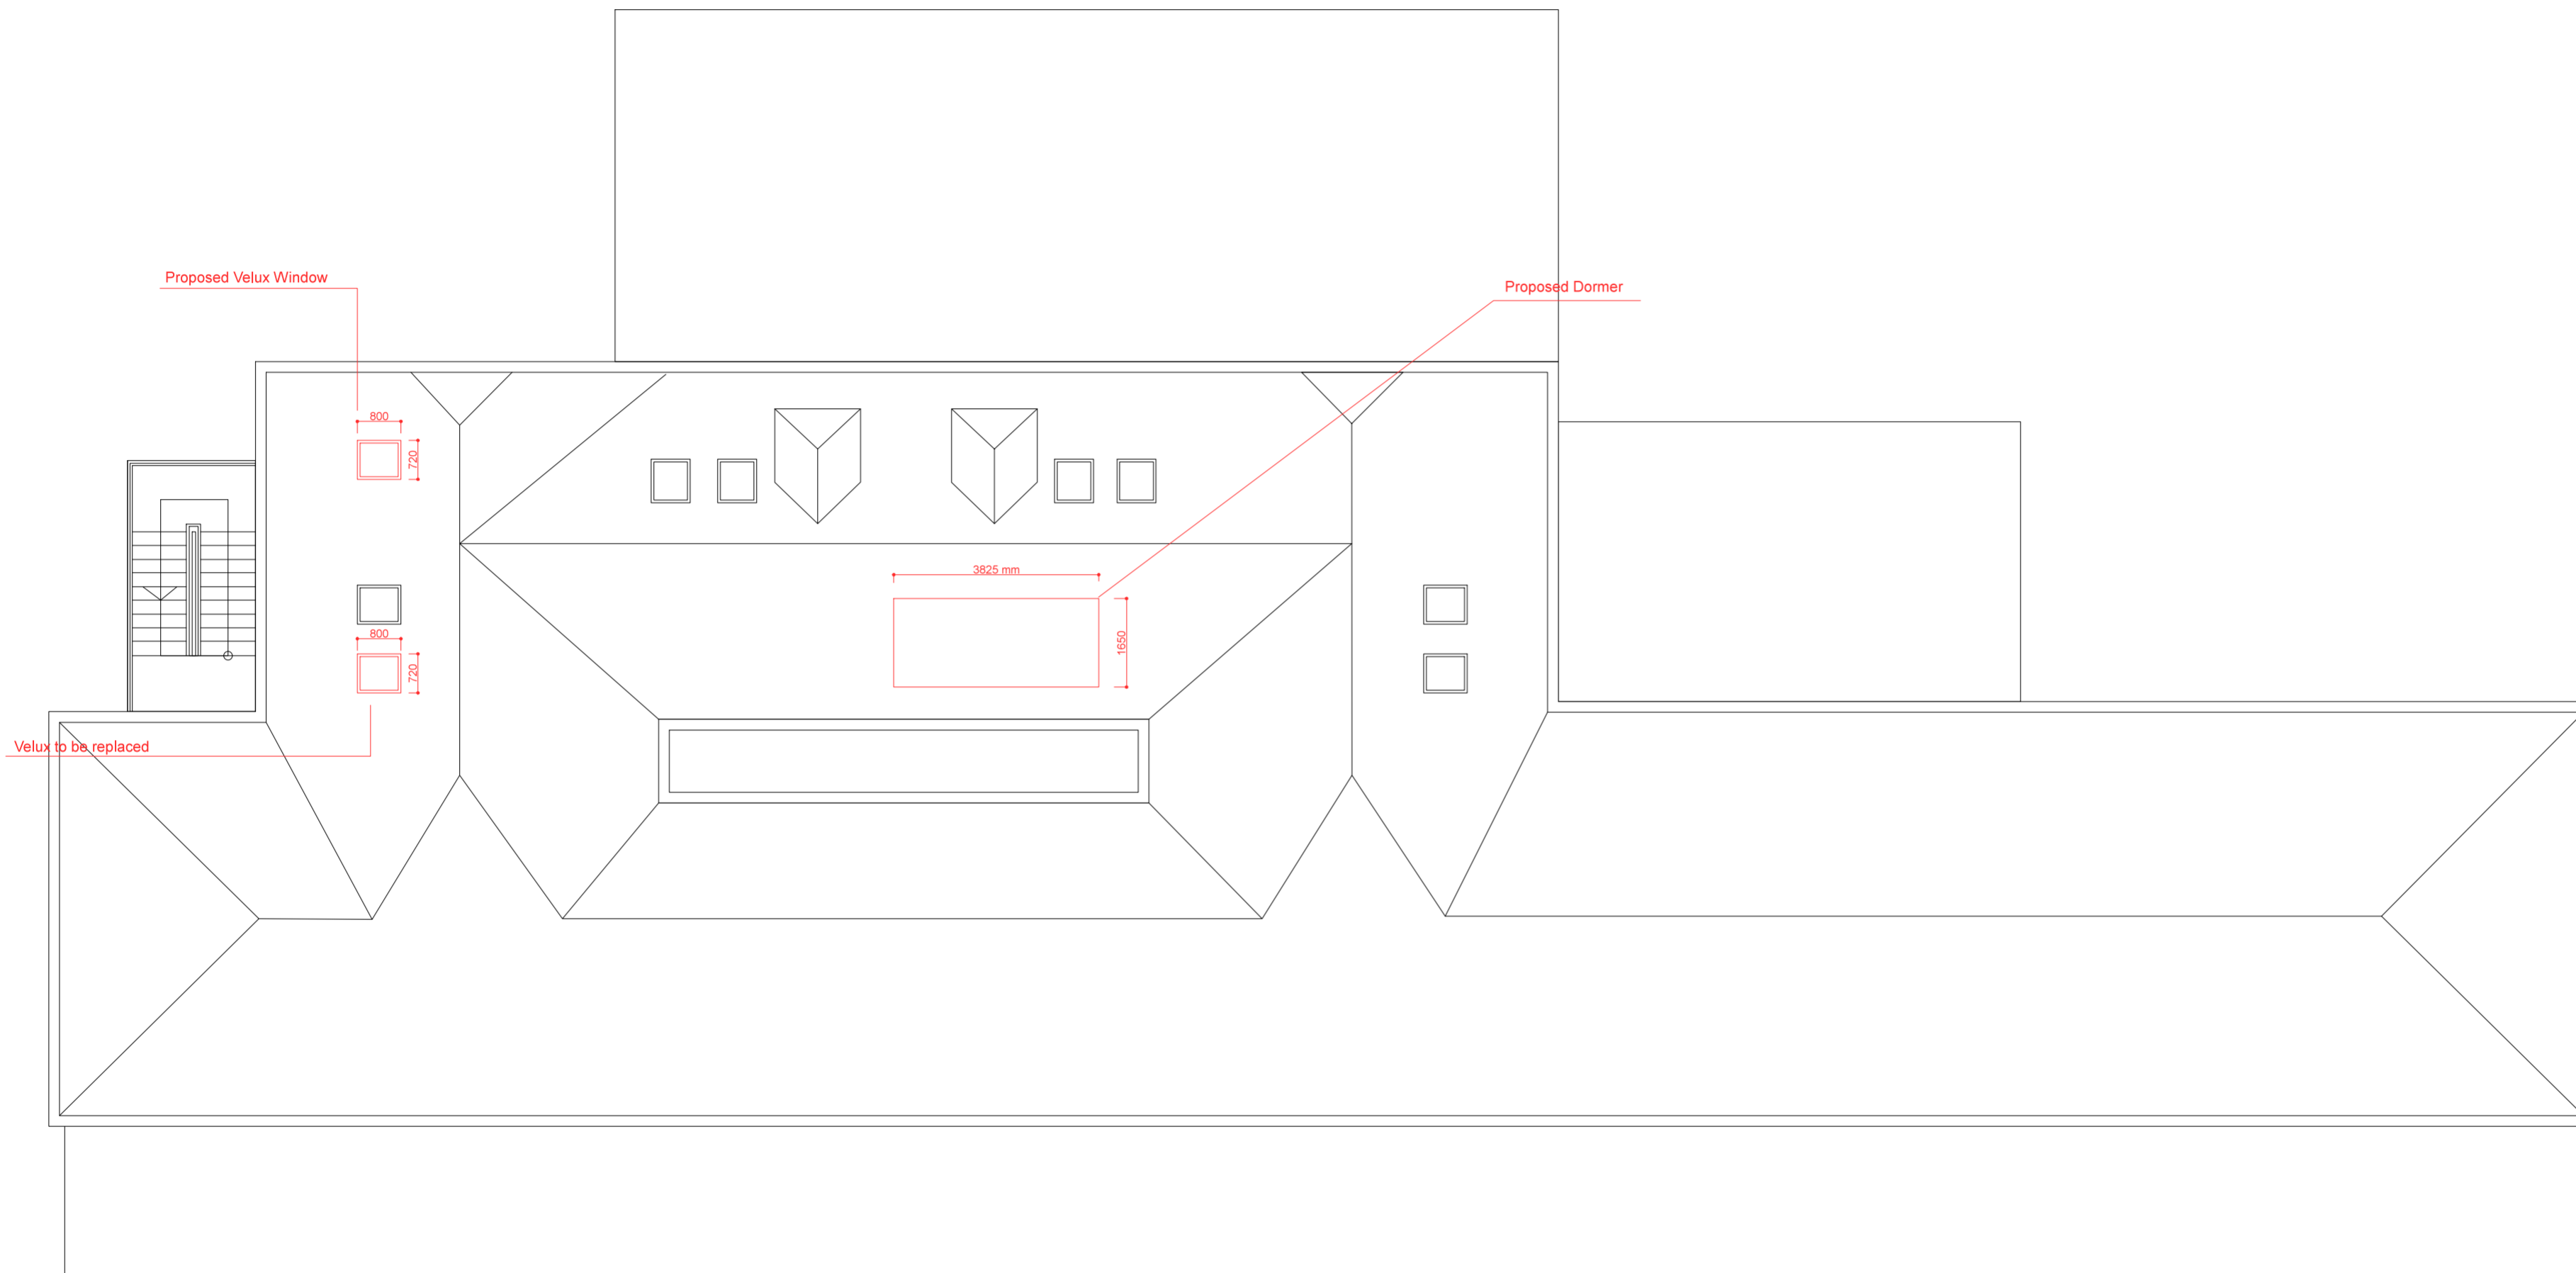 Proposed Velux Window
Proposed Dormer
800
720
3825 mm
1650
800
720
Velux to be replaced